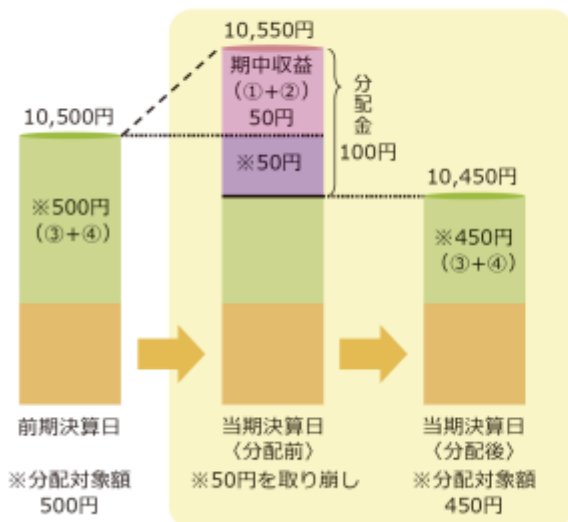 10,550円
期中収益
（①＋②）
50円
分配金
100円
10,500円
※50円
10,450円
※500円
（③＋④）
※450円
（③＋④）
前期決算日
当期決算日
〈分配前〉
当期決算日
〈分配後〉
※分配対象額
500円
※50円を取り崩し
※分配対象額
450円